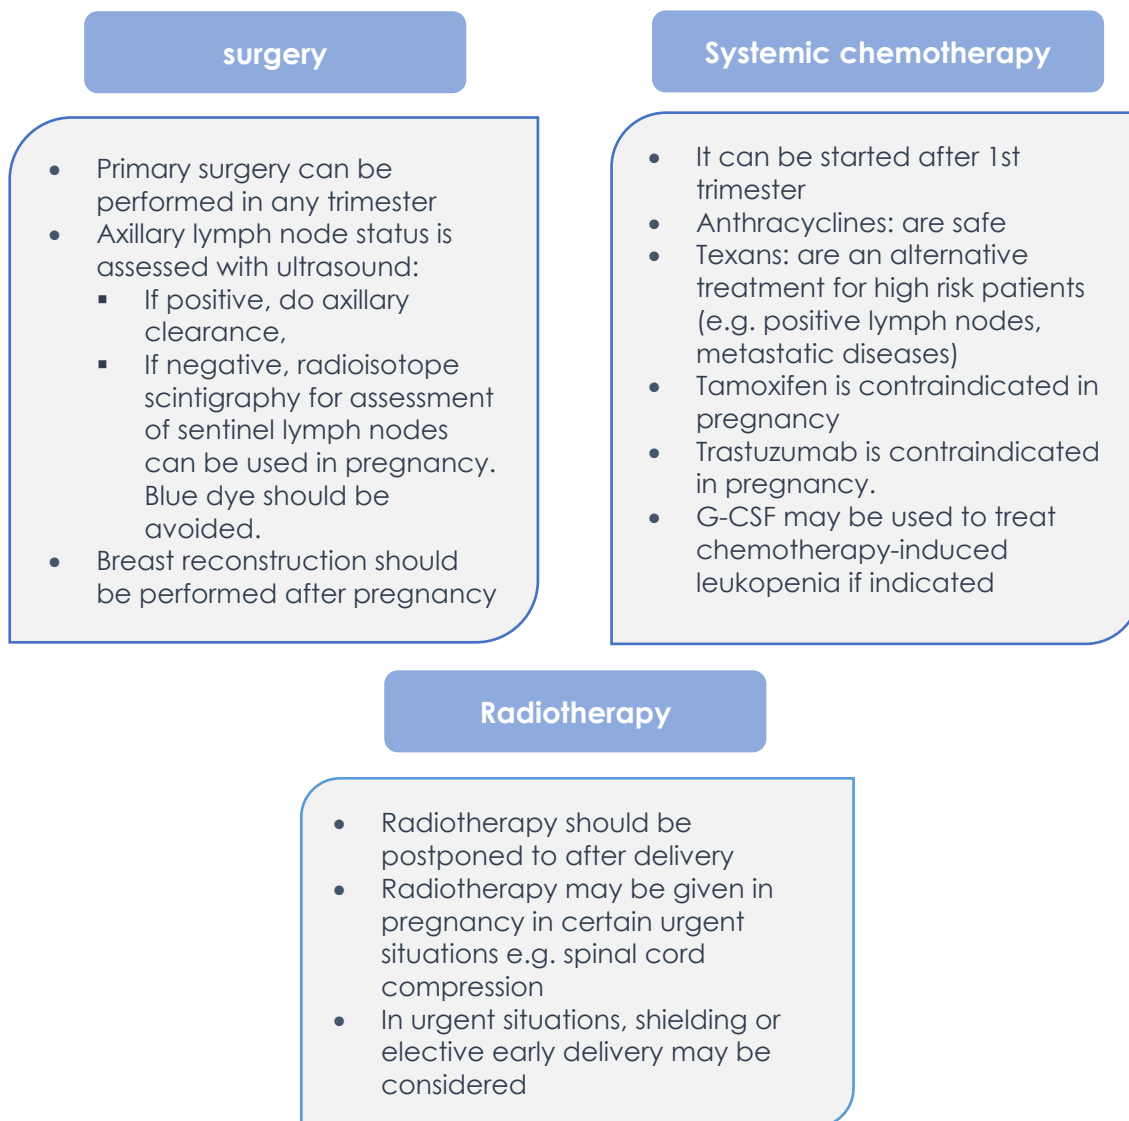 surgery
• Primary surgery can be
performed in any trimester
• Axillary lymph node status is
assessed with ultrasound:
▪ If positive, do axillary
clearance,
▪ If negative, radioisotope
scintigraphy for assessment
of sentinel lymph nodes
can be used in pregnancy.
Blue dye should be
avoided.
• Breast reconstruction should
be performed after pregnancy
Systemic chemotherapy
• It can be started after 1st
trimester
• Anthracyclines: are safe
• Texans: are an alternative
treatment for high risk patients
(e.g. positive lymph nodes,
metastatic diseases)
• Tamoxifen is contraindicated in
pregnancy
• Trastuzumab is contraindicated
in pregnancy.
• G-CSF may be used to treat
chemotherapy-induced
leukopenia if indicated
Radiotherapy
• Radiotherapy should be
postponed to after delivery
• Radiotherapy may be given in
pregnancy in certain urgent
situations e.g. spinal cord
compression
• In urgent situations, shielding or
elective early delivery may be
considered